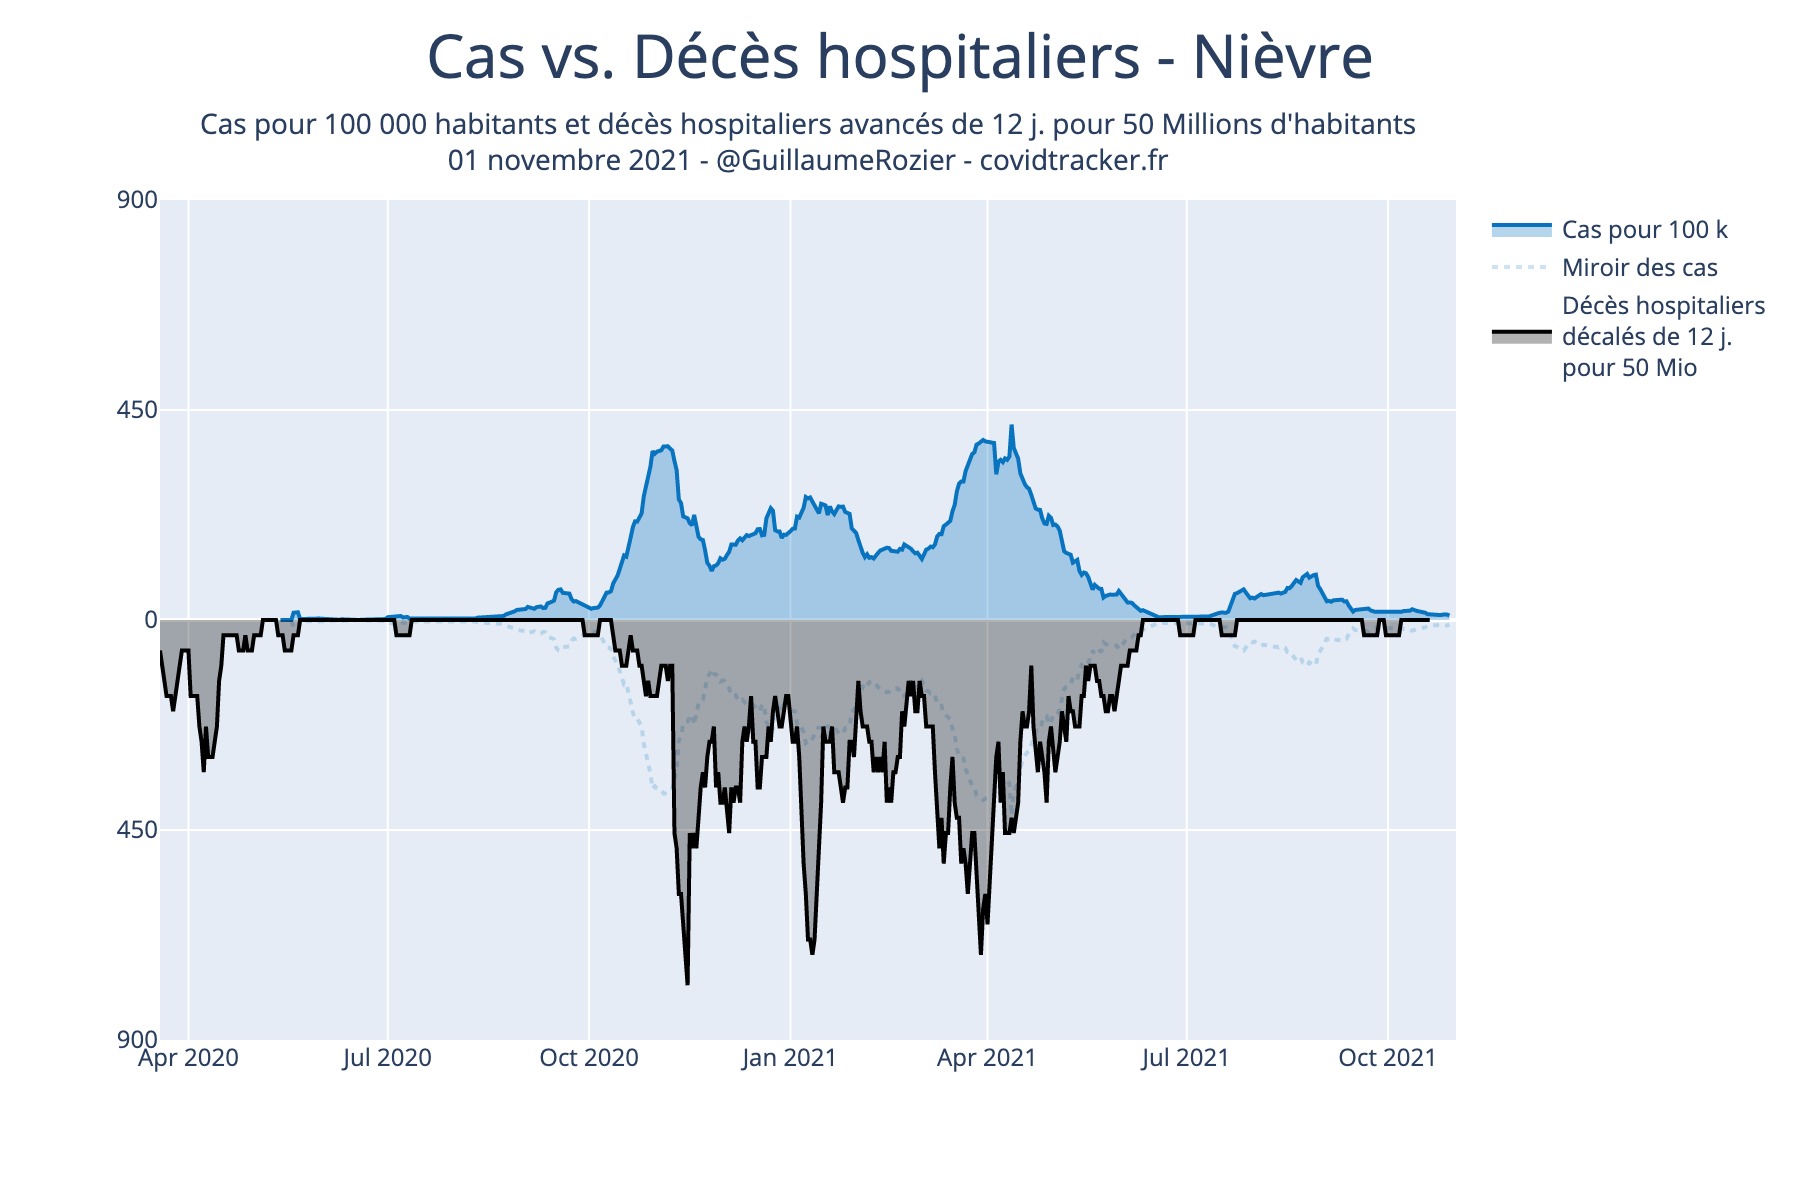 Cas vs. Décès hospitaliers - Nièvre
Cas pour 100 000 habitants et décès hospitaliers avancés de 12 j. pour 50 Millions d'habitants
01 novembre 2021 - @GuillaumeRozier - covidtracker.fr
900
450
0
450
900
Apr 2020
Jul 2020
Oct 2020
Jan 2021
Apr 2021
Jul 2021
Oct 2021
Cas pour 100 k
Miroir des cas
Décès hospitaliers
décalés de 12 j.
pour 50 Mio